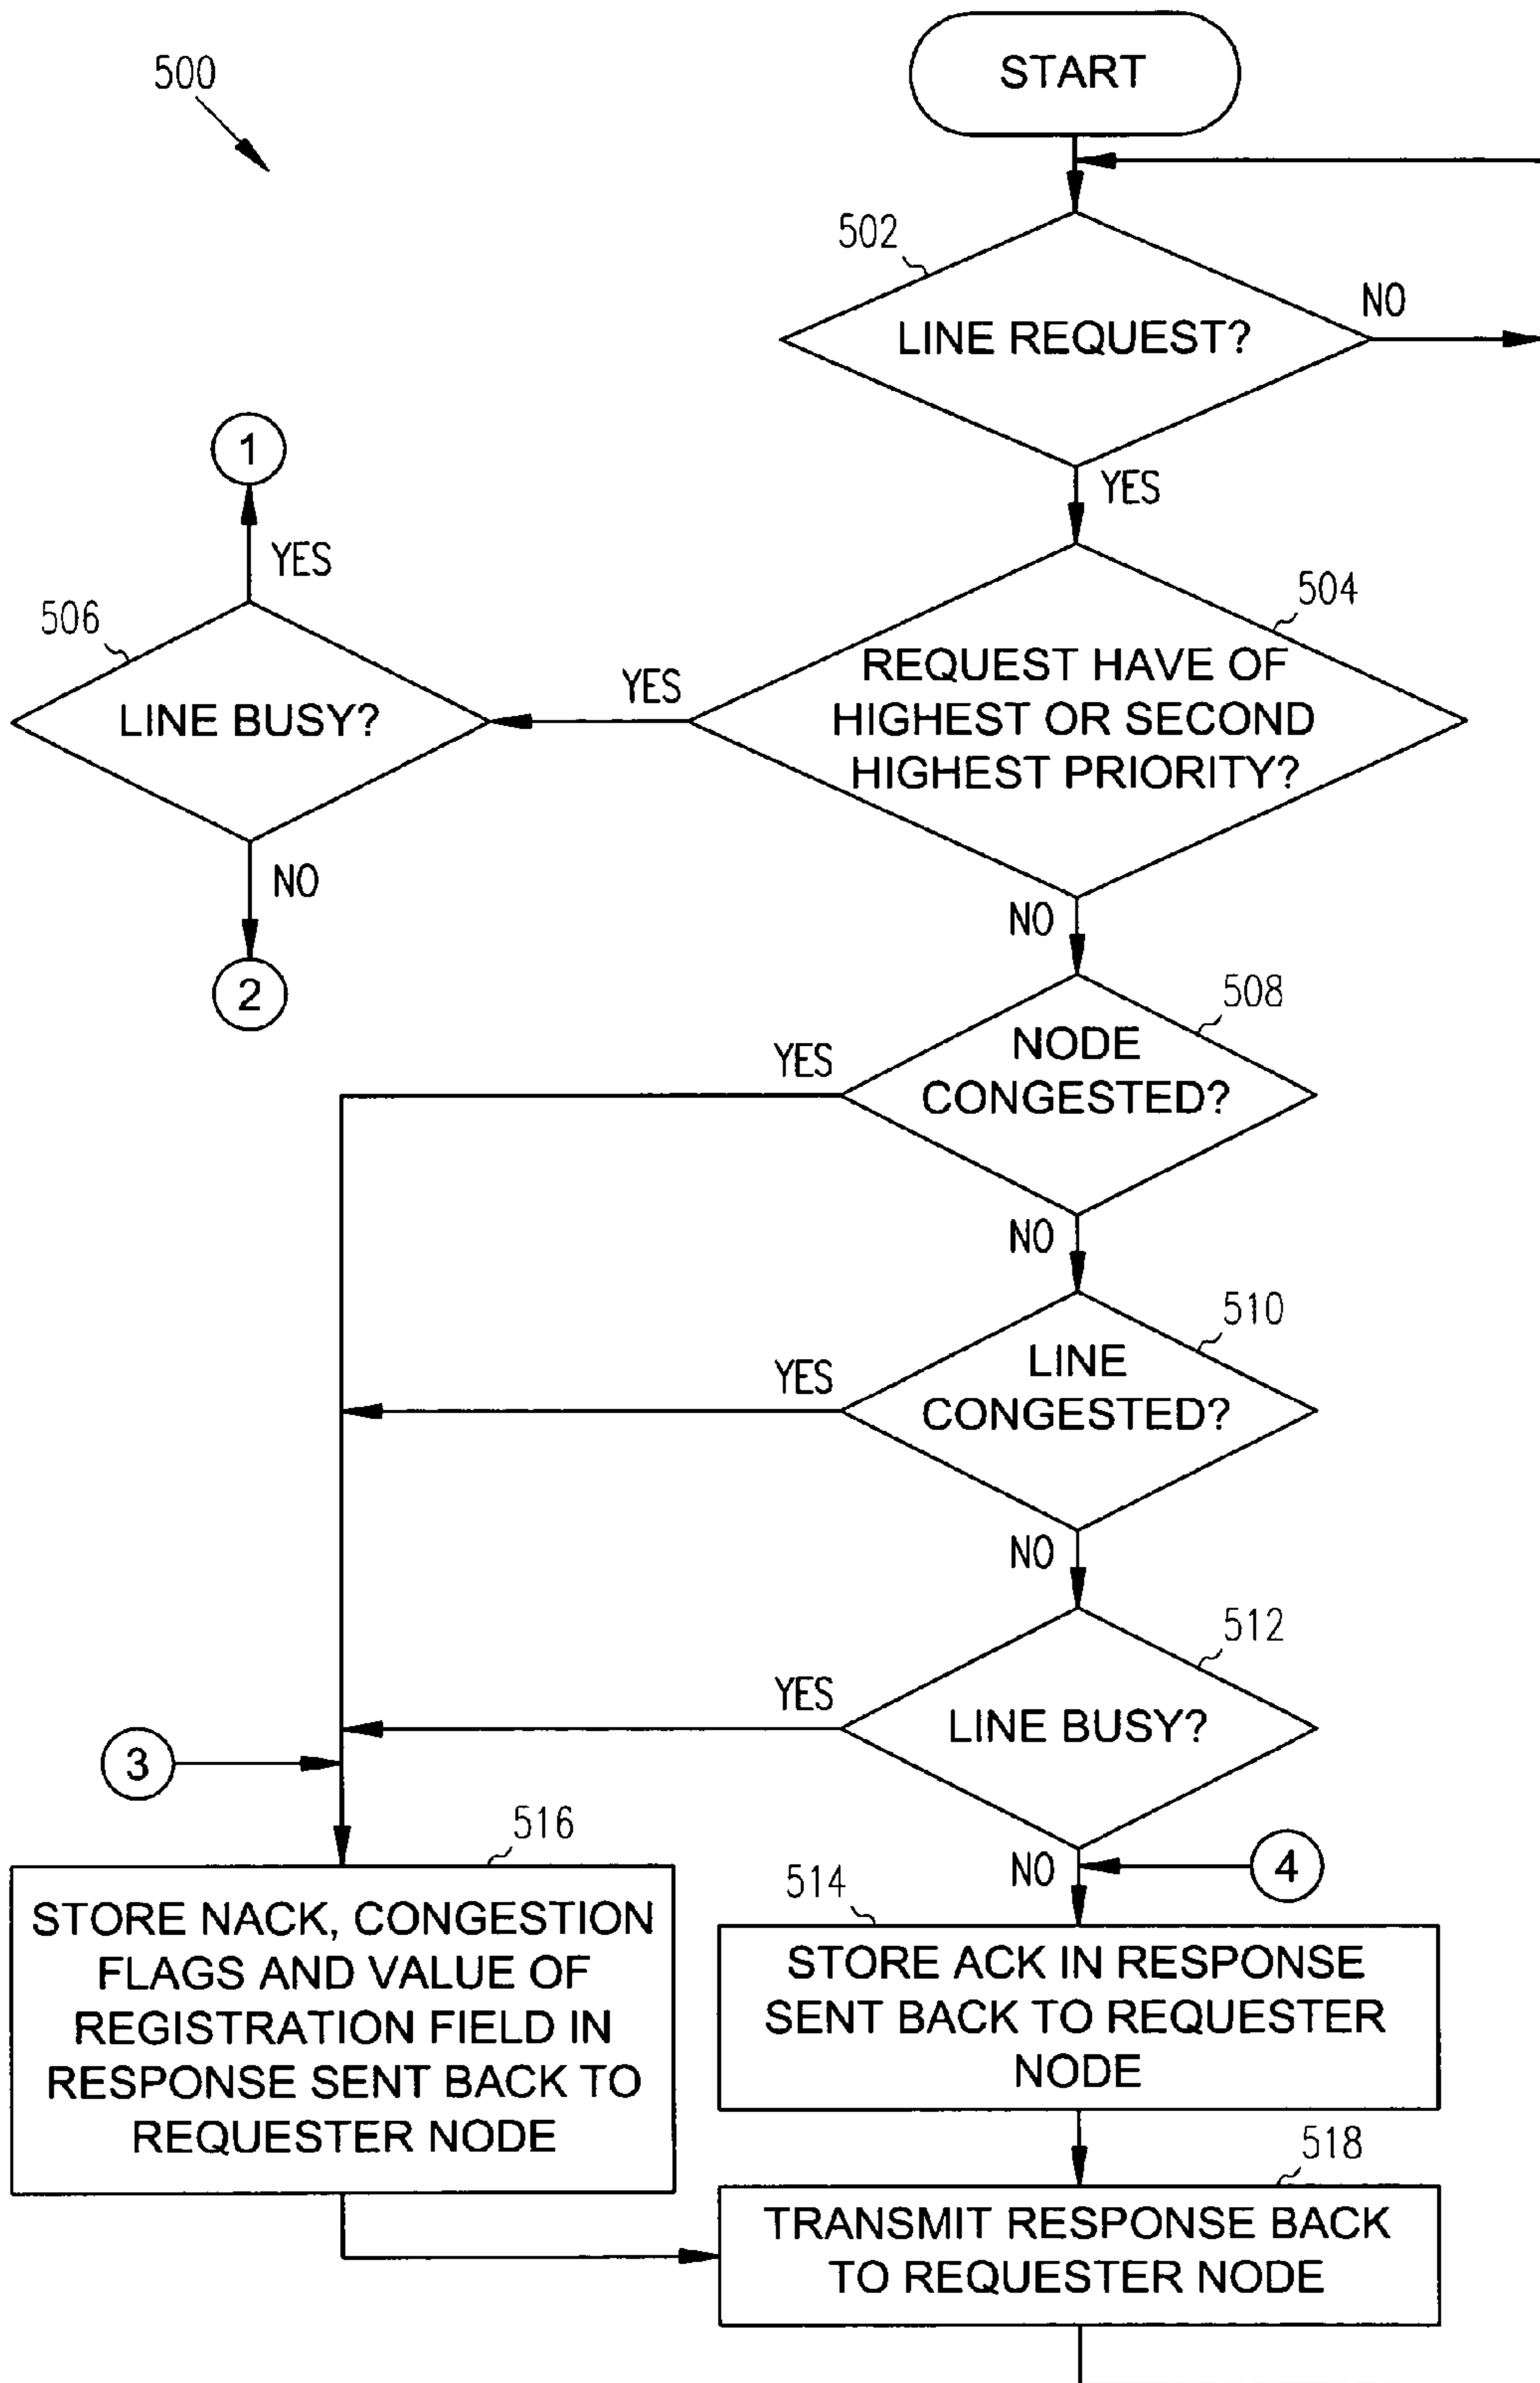 START
500
502
LINE REQUEST?
NO
1
YES
YES
504
506
REQUEST HAVE OF
HIGHEST OR SECOND
HIGHEST PRIORITY?
YES
LINE BUSY?
NO
NO
2
508
NODE
CONGESTED?
YES
NO
510
LINE
CONGESTED?
YES
NO
512
YES
LINE BUSY?
3
516
NO
4
514
STORE NACK, CONGESTION
FLAGS AND VALUE OF
REGISTRATION FIELD IN
RESPONSE SENT BACK TO
REQUESTER NODE
STORE ACK IN RESPONSE
SENT BACK TO REQUESTER
NODE
518
TRANSMIT RESPONSE BACK
TO REQUESTER NODE